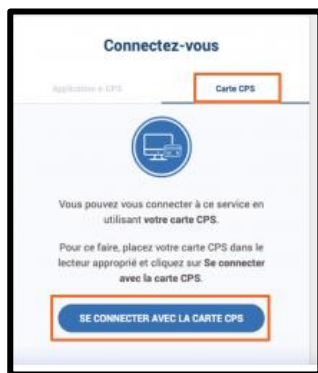 Connectez-vous
Application e-CPS
Carte CPS
Vous pouvez vous connecter à ce service en
utilisant votre carte CPS.
Pour ce faire, placez votre carte CPS dans le
lecteur approprié et cliquez sur Se connecter
avec la carte CPS.
SE CONNECTER AVEC LA CARTE CPS